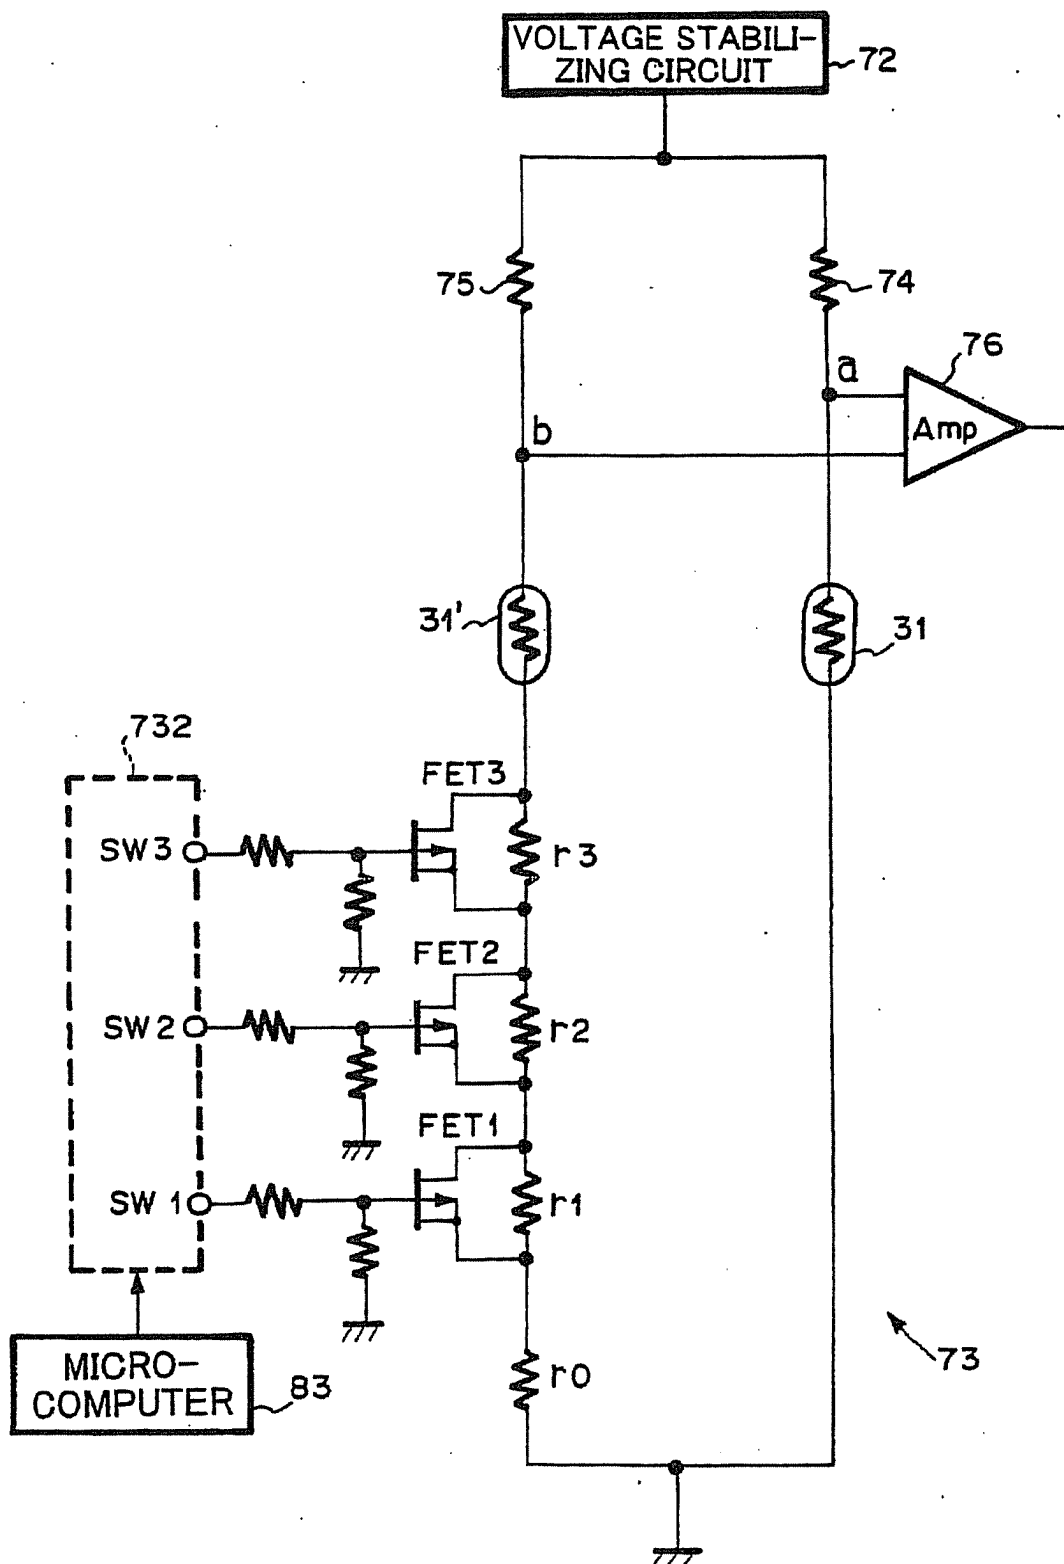 VOLTAGE STABILI-
ZING CIRCUIT
72
75
74
76
a
b
Amp
31'
31
732
FET3
SW3
r3
FET2
SW2
r2
FET1
SW 1
r1
MICRO-
COMPUTER
83
r0
73